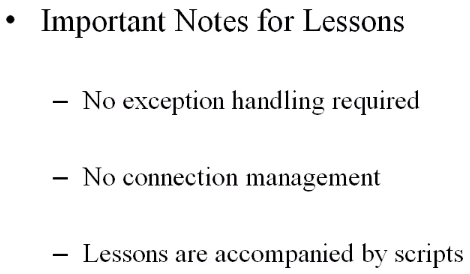 • Important Notes for Lessons
– No exception handling required
– No connection management
– Lessons are accompanied by scripts